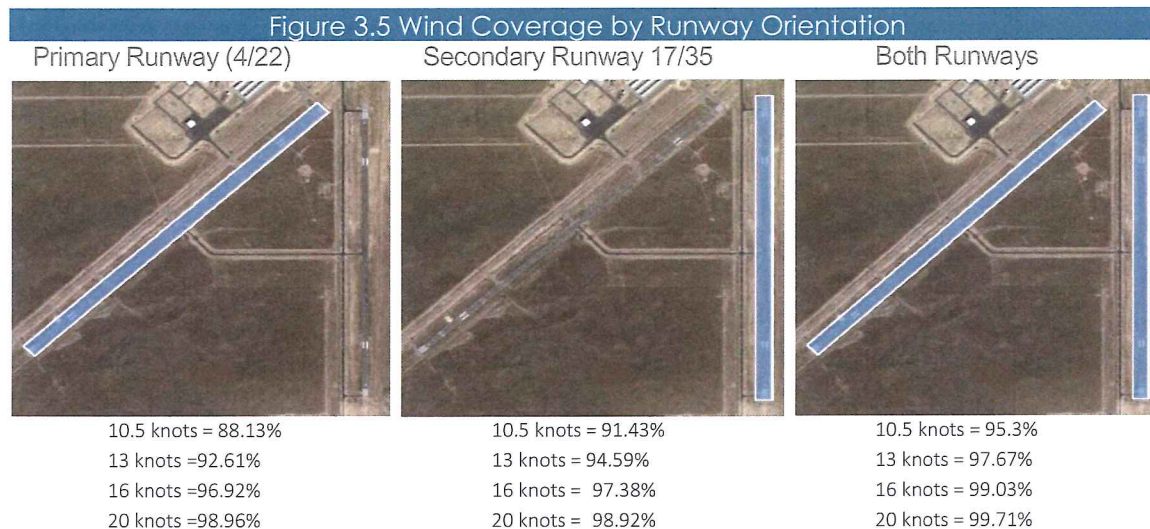 Figure 3.5 Wind Coverage by Runway Orientation
Primary Runway (4/22)
Secondary Runway 17/35
Both Runways
10.5 knots = 88.13%
13 knots =92.61%
16 knots =96.92%
20 knots =98.96%
10.5 knots = 91.43%
13 knots = 94.59%
16 knots = 97.38%
20 knots = 98.92%
10.5 knots = 95.3%
13 knots = 97.67%
16 knots = 99.03%
20 knots = 99.71%